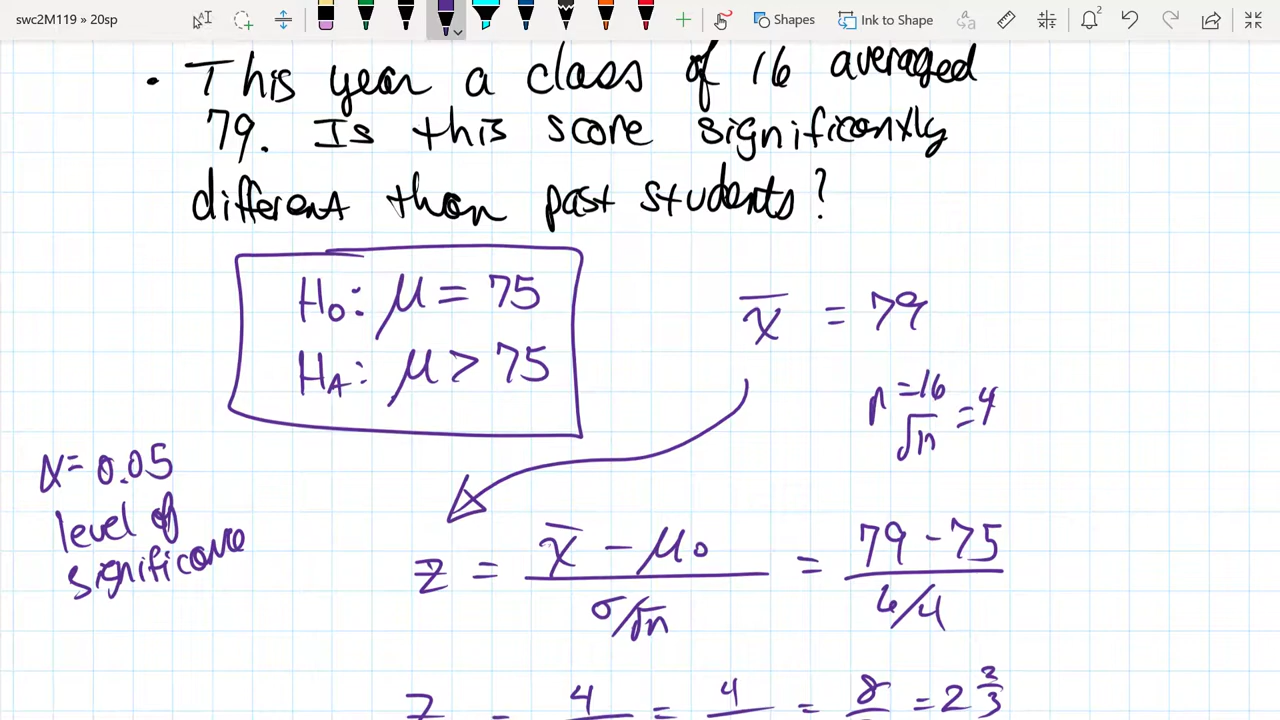 swc2M119 » 20sp
Shapes
Ink to Shape
• This year a class of 16 averaged
79. Is this score significantly
different than past students?
H₀: μ = 75
Hₐ: μ > 75
x̄ = 79
n = 16
√n = 4
α = 0.05
level of
significance
z = (x̄ - μ₀)/(σ/√n) = (79 - 75)/(6/4)
z = 4 = 4 = 8 = 2 2/3